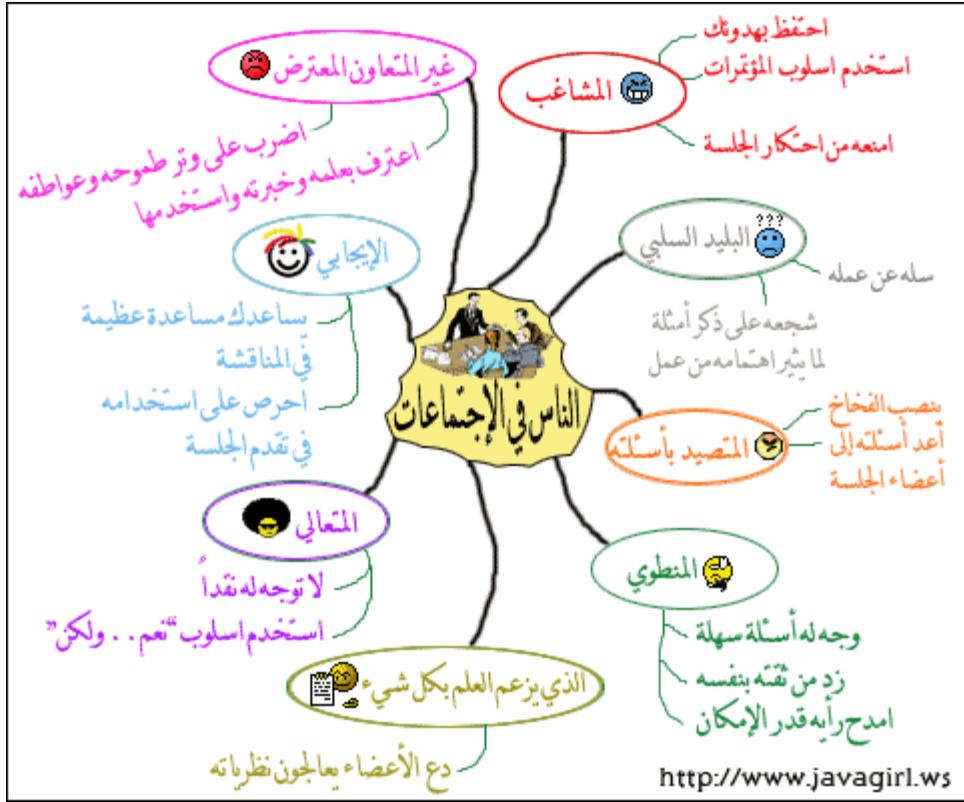 الناس في الإجتماعات
المشاغب
احتفظ بهدوئك
استخدم اسلوب المؤتمرات
امنعه من احتكار الجلسة
البليد السلبي
???
سله عن عمله
شجعه على ذكر أمثلة
لما يثير اهتمامه من عمل
المتصيد بأسئلته
ينصب الفخاخ
أعد أسئلته إلى
أعضاء الجلسة
المنطوي
وجه له أسئلة سهلة
زد من ثقته بنفسه
امدح رأيه قدر الإمكان
الذي يزعم العلم بكل شيء
دع الأعضاء يعالجون نظرياته
المتعالي
لا توجه له نقداً
استخدم اسلوب “نعم . . ولكن”
الإيجابي
يساعدك مساعدة عظيمة
في المناقشة
احرص على استخدامه
في تقدم الجلسة
غير المتعاون المعترض
اضرب على وتر طموحه وعواطفه
اعترف بعلمه وخبرته واستخدمها
http://www.javagirl.ws